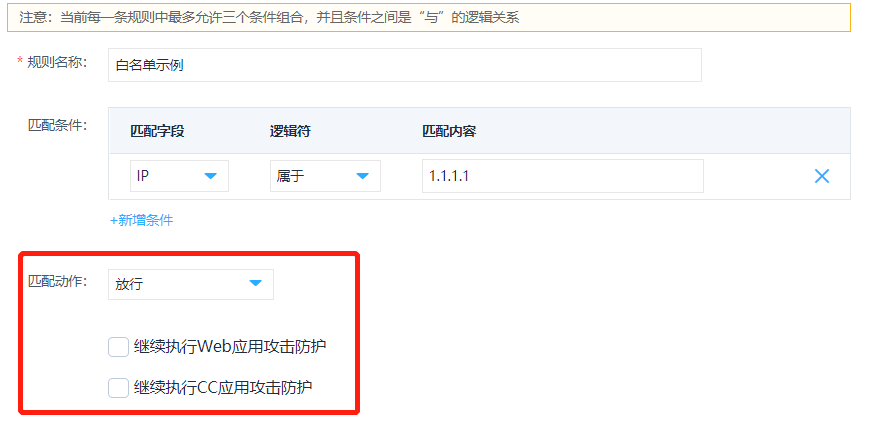 注意：当前每一条规则中最多允许三个条件组合，并且条件之间是“与”的逻辑关系
* 规则名称： 白名单示例
匹配条件： 匹配字段 逻辑符 匹配内容
IP 属于 1.1.1.1
+新增条件
匹配动作： 放行
继续执行Web应用攻击防护
继续执行CC应用攻击防护